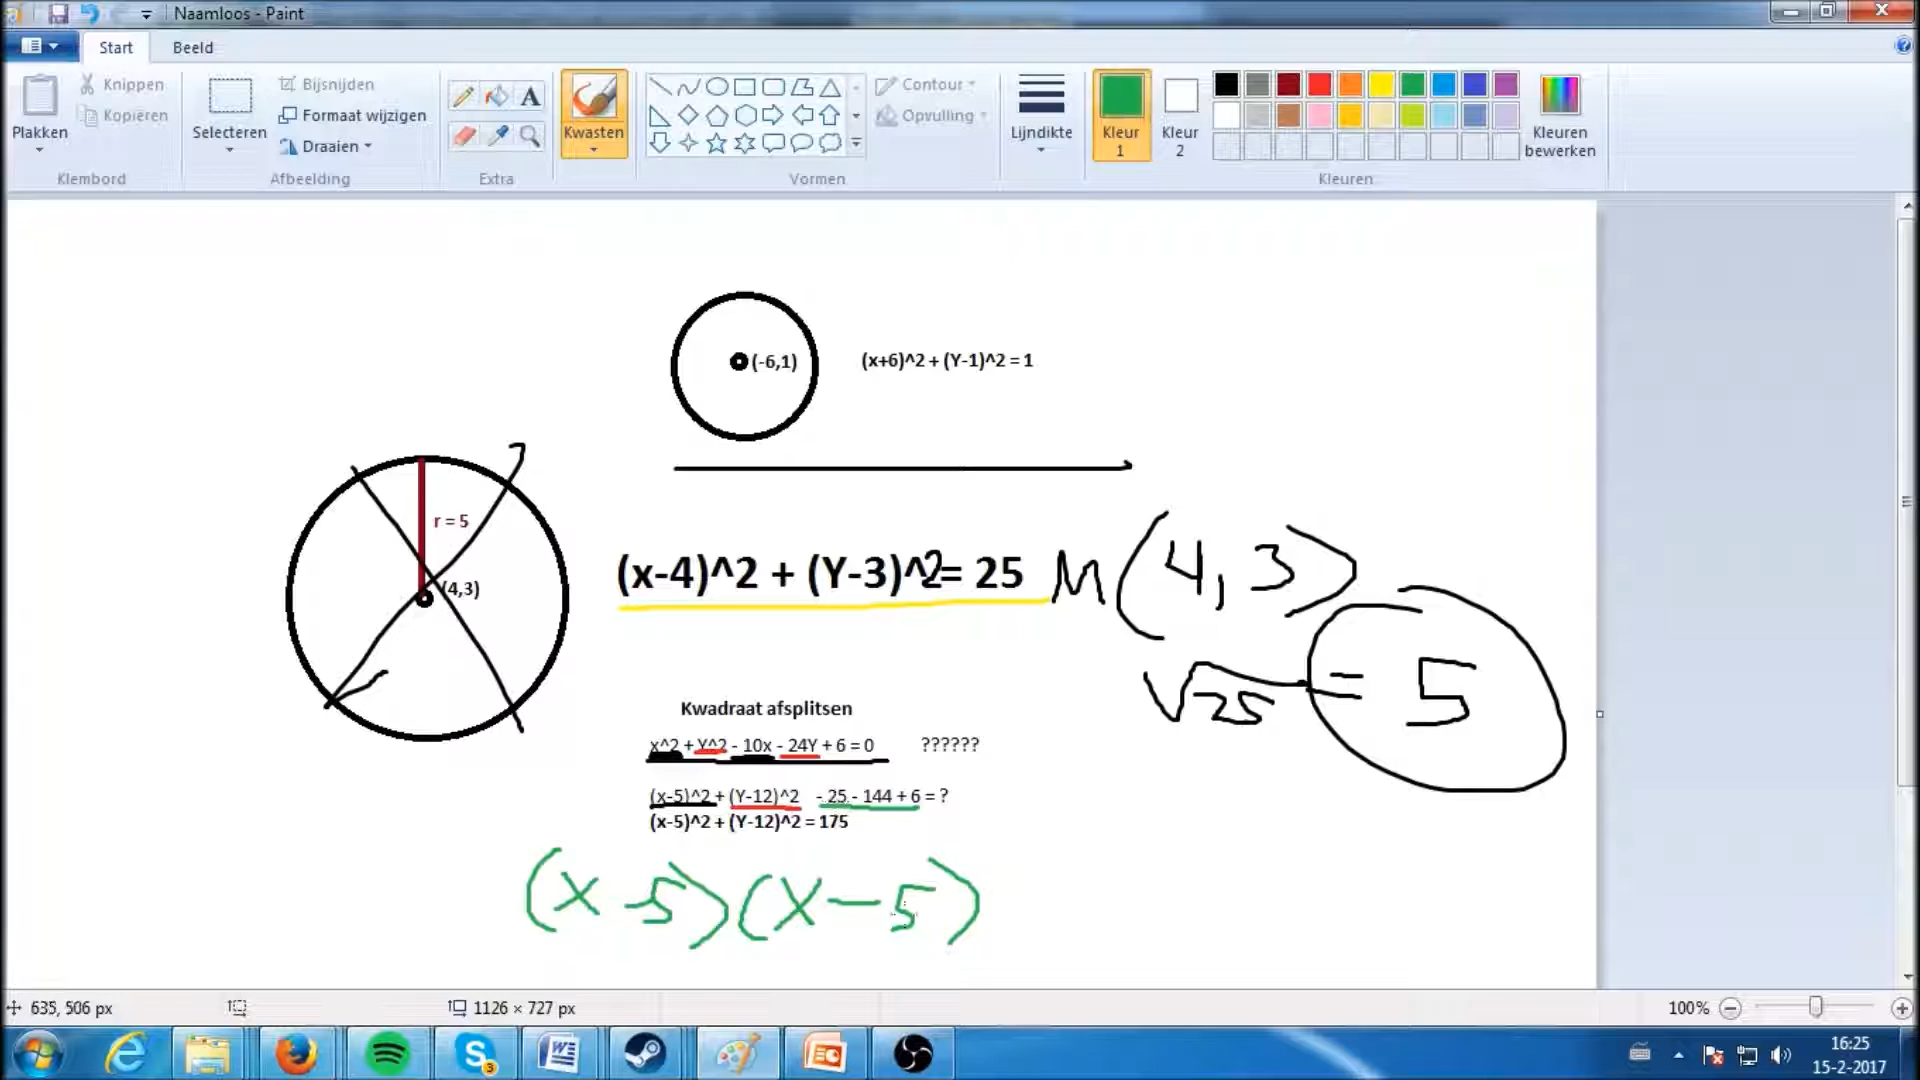 Naamloos - Paint
Start Beeld
Plakken
Knippen
Kopiëren
Klembord
Selecteren
Bijsnijden
Formaat wijzigen
Draaien
Afbeelding
A
Extra
Kwasten
Vormen
Contour
Opvulling
Lijndikte
Kleur 1
Kleur 2
Kleuren bewerken
Kleuren
(-6,1) (x+6)^2 + (Y-1)^2 = 1
r = 5
(4,3)
(x-4)^2 + (Y-3)^2= 25 M(4,3)
√25 = 5
Kwadraat afsplitsen
x^2 + Y^2 - 10x - 24Y + 6 = 0 ??????
(x-5)^2 + (Y-12)^2 - 25 - 144 + 6 = ?
(x-5)^2 + (Y-12)^2 = 175
(x-5)(x-5)
635, 506 px 1126 × 727 px 100%
16:25
15-2-2017